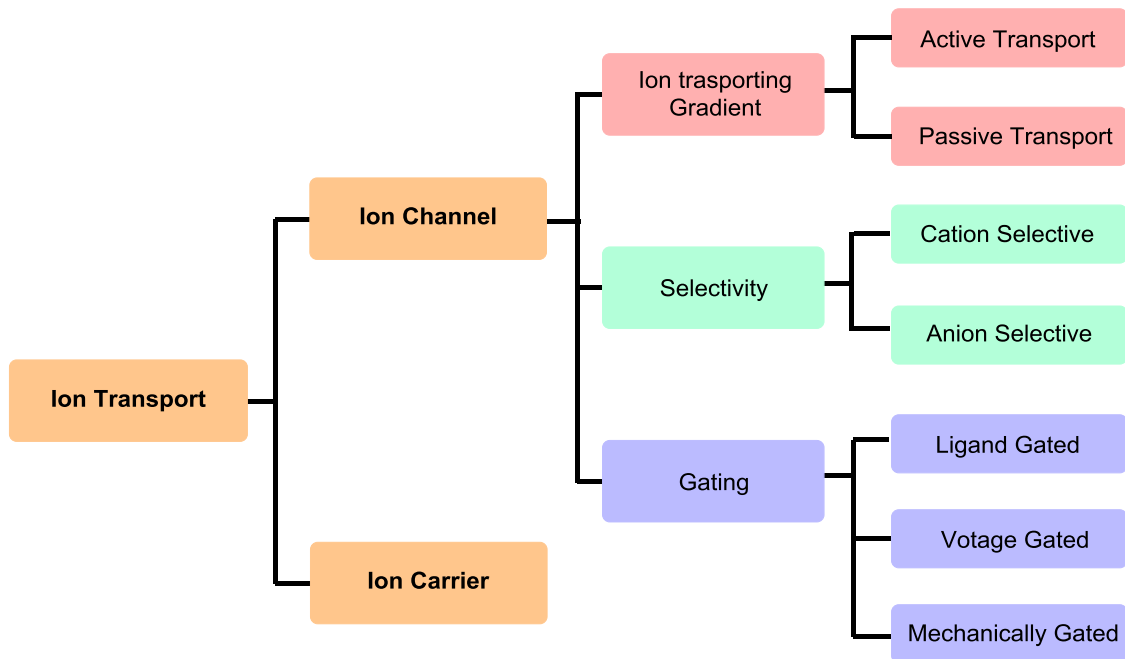 Active Transport
Ion trasporting
Gradient
Passive Transport
Ion Channel
Cation Selective
Selectivity
Anion Selective
Ion Transport
Ligand Gated
Gating
Votage Gated
Ion Carrier
Mechanically Gated